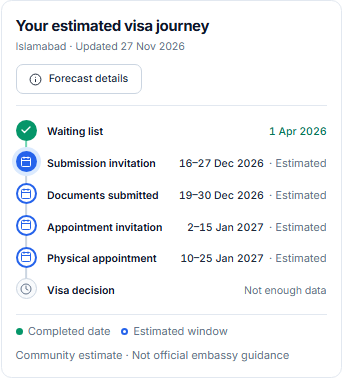 Your estimated visa journey
Islamabad · Updated 27 Nov 2026
Forecast details
Waiting list 1 Apr 2026
Submission invitation 16–27 Dec 2026 · Estimated
Documents submitted 19–30 Dec 2026 · Estimated
Appointment invitation 2–15 Jan 2027 · Estimated
Physical appointment 10–25 Jan 2027 · Estimated
Visa decision Not enough data
Completed date Estimated window
Community estimate · Not official embassy guidance